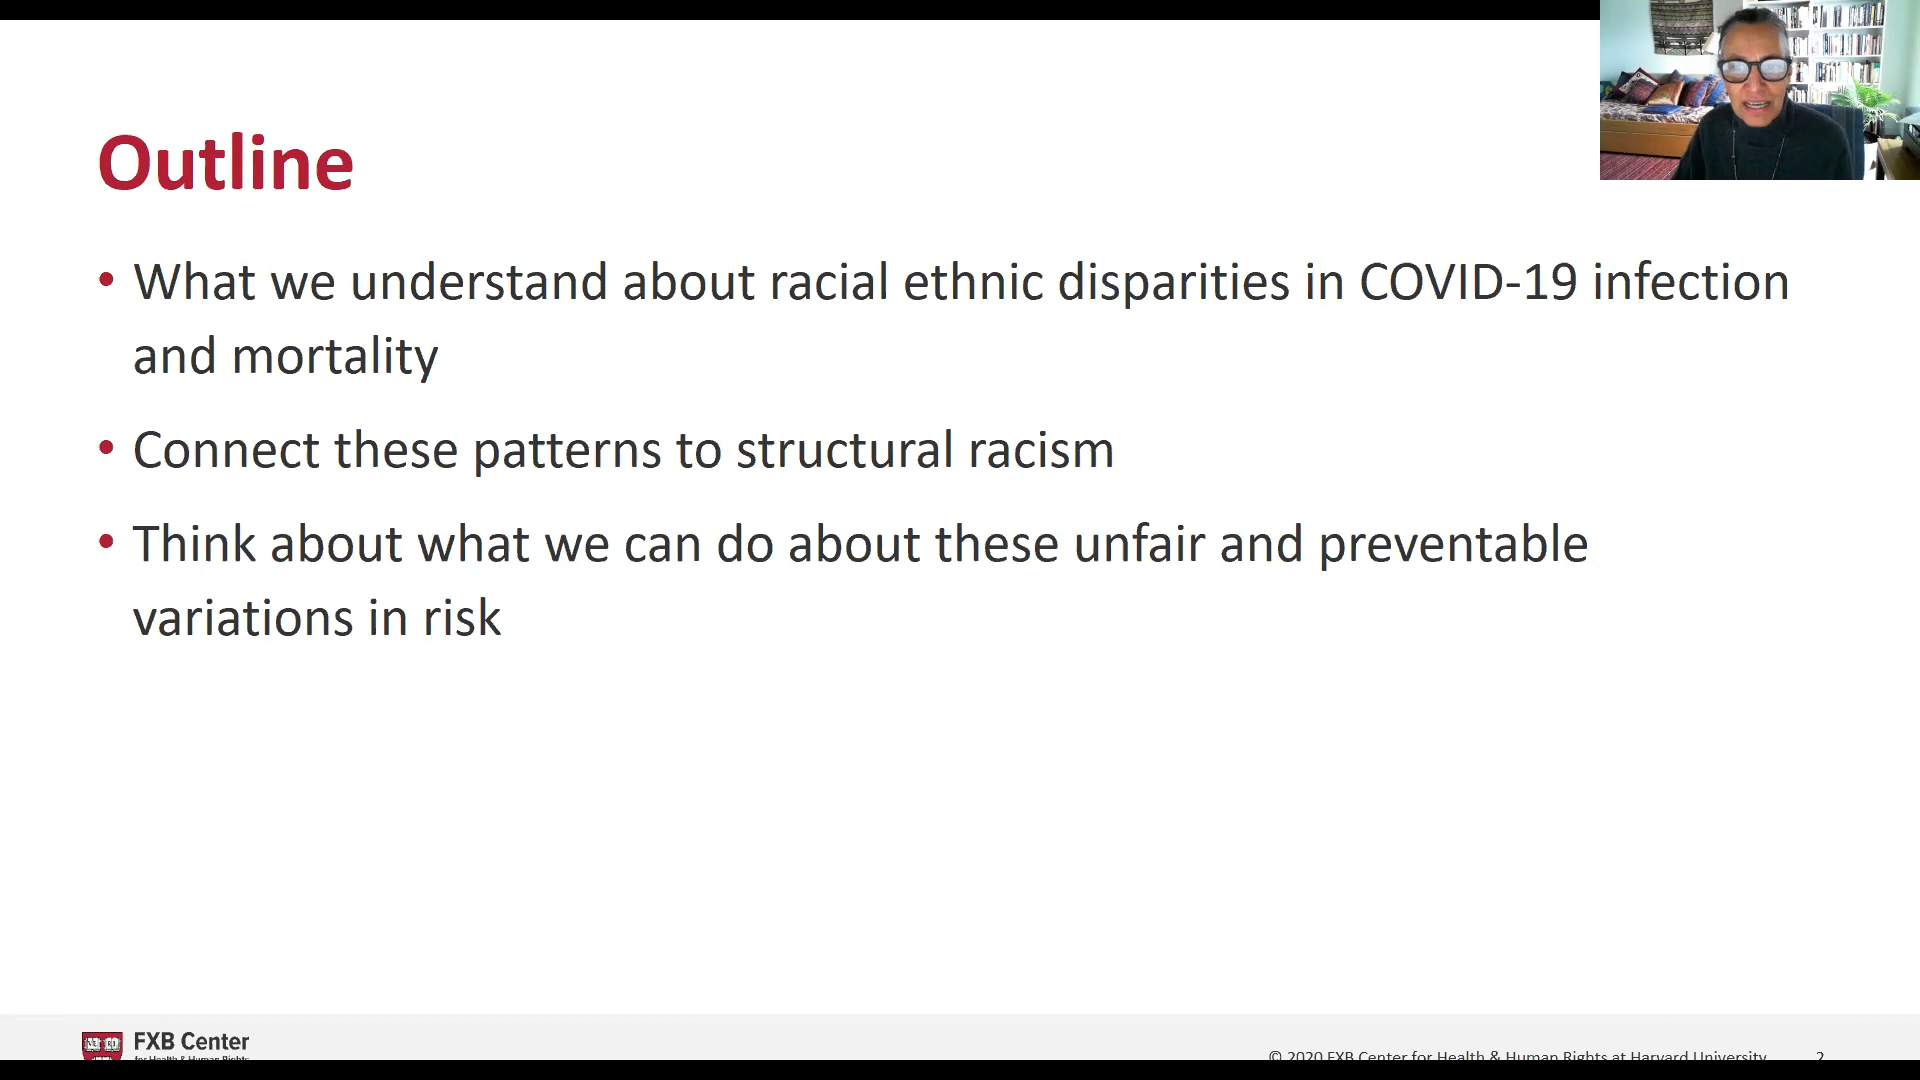 Outline
• What we understand about racial ethnic disparities in COVID-19 infection
and mortality
• Connect these patterns to structural racism
• Think about what we can do about these unfair and preventable
variations in risk
VE RI
FXB Center
for Health & Human Rights
© 2020 FXB Center for Health & Human Rights at Harvard University 2